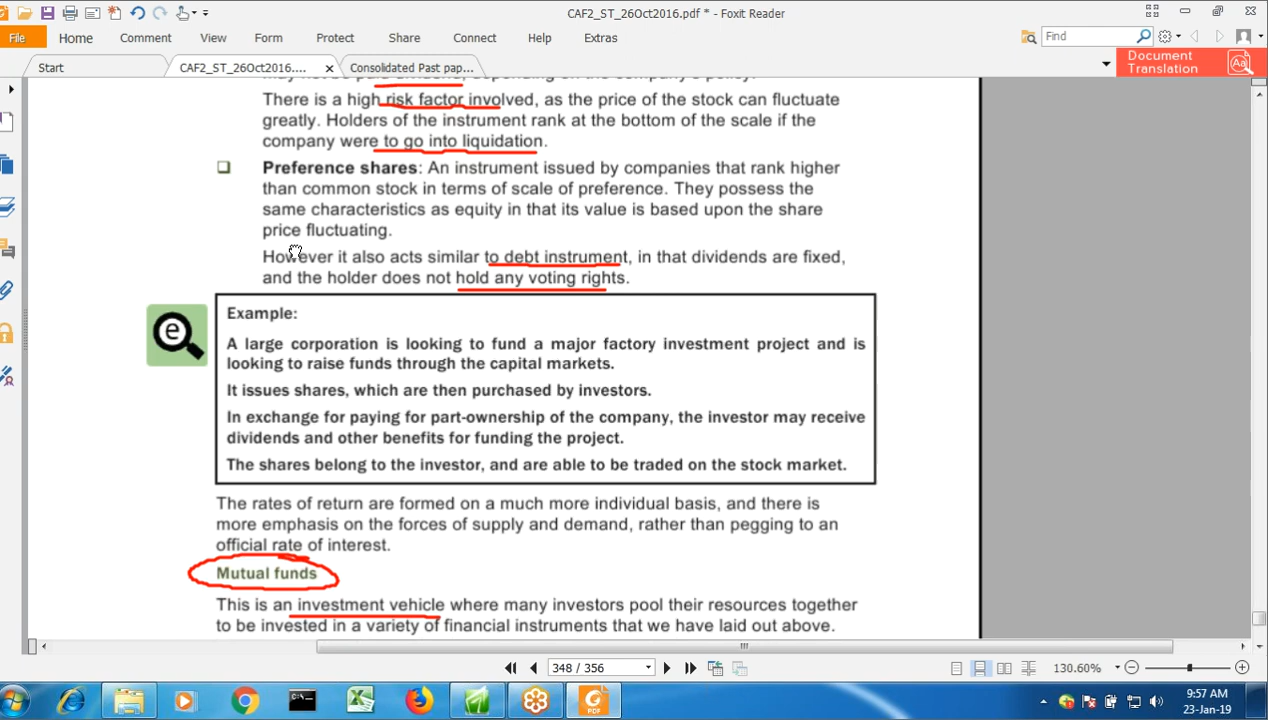 CAF2_ST_26Oct2016.pdf * - Foxit Reader
File Home Comment View Form Protect Share Connect Help Extras
Find
Start CAF2_ST_26Oct2016.... × Consolidated Past pap...
Document Translation
There is a high risk factor involved, as the price of the stock can fluctuate
greatly. Holders of the instrument rank at the bottom of the scale if the
company were to go into liquidation.
❑ Preference shares: An instrument issued by companies that rank higher
than common stock in terms of scale of preference. They possess the
same characteristics as equity in that its value is based upon the share
price fluctuating.
However it also acts similar to debt instrument, in that dividends are fixed,
and the holder does not hold any voting rights.
Example:
A large corporation is looking to fund a major factory investment project and is
looking to raise funds through the capital markets.
It issues shares, which are then purchased by investors.
In exchange for paying for part-ownership of the company, the investor may receive
dividends and other benefits for funding the project.
The shares belong to the investor, and are able to be traded on the stock market.
The rates of return are formed on a much more individual basis, and there is
more emphasis on the forces of supply and demand, rather than pegging to an
official rate of interest.
Mutual funds
This is an investment vehicle where many investors pool their resources together
to be invested in a variety of financial instruments that we have laid out above.
348 / 356
130.60%
9:57 AM
23-Jan-19